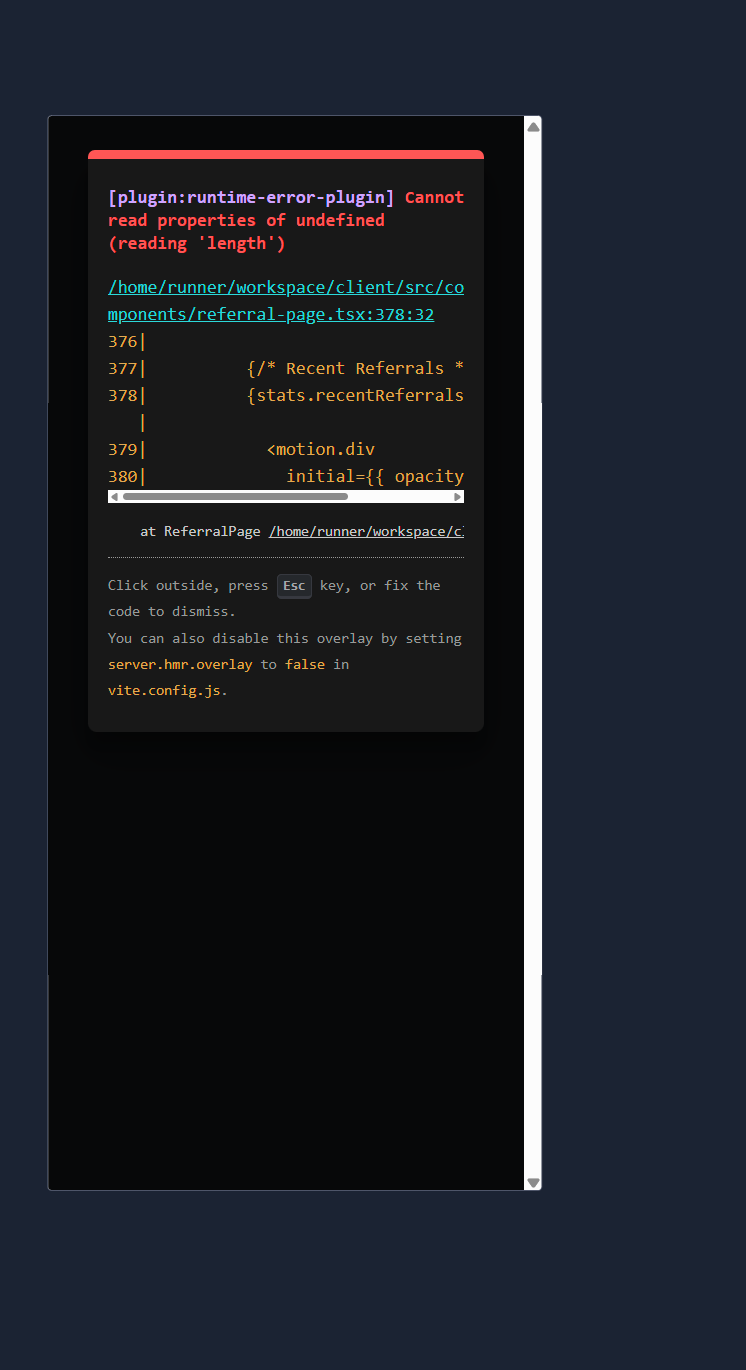 [plugin:runtime-error-plugin] Cannot
read properties of undefined
(reading 'length')
/home/runner/workspace/client/src/co
mponents/referral-page.tsx:378:32
376|
377|          {/* Recent Referrals *
378|          {stats.recentReferrals
   |
379|            <motion.div
380|              initial={{ opacity
at ReferralPage /home/runner/workspace/cl
Click outside, press Esc key, or fix the
code to dismiss.
You can also disable this overlay by setting
server.hmr.overlay to false in
vite.config.js.